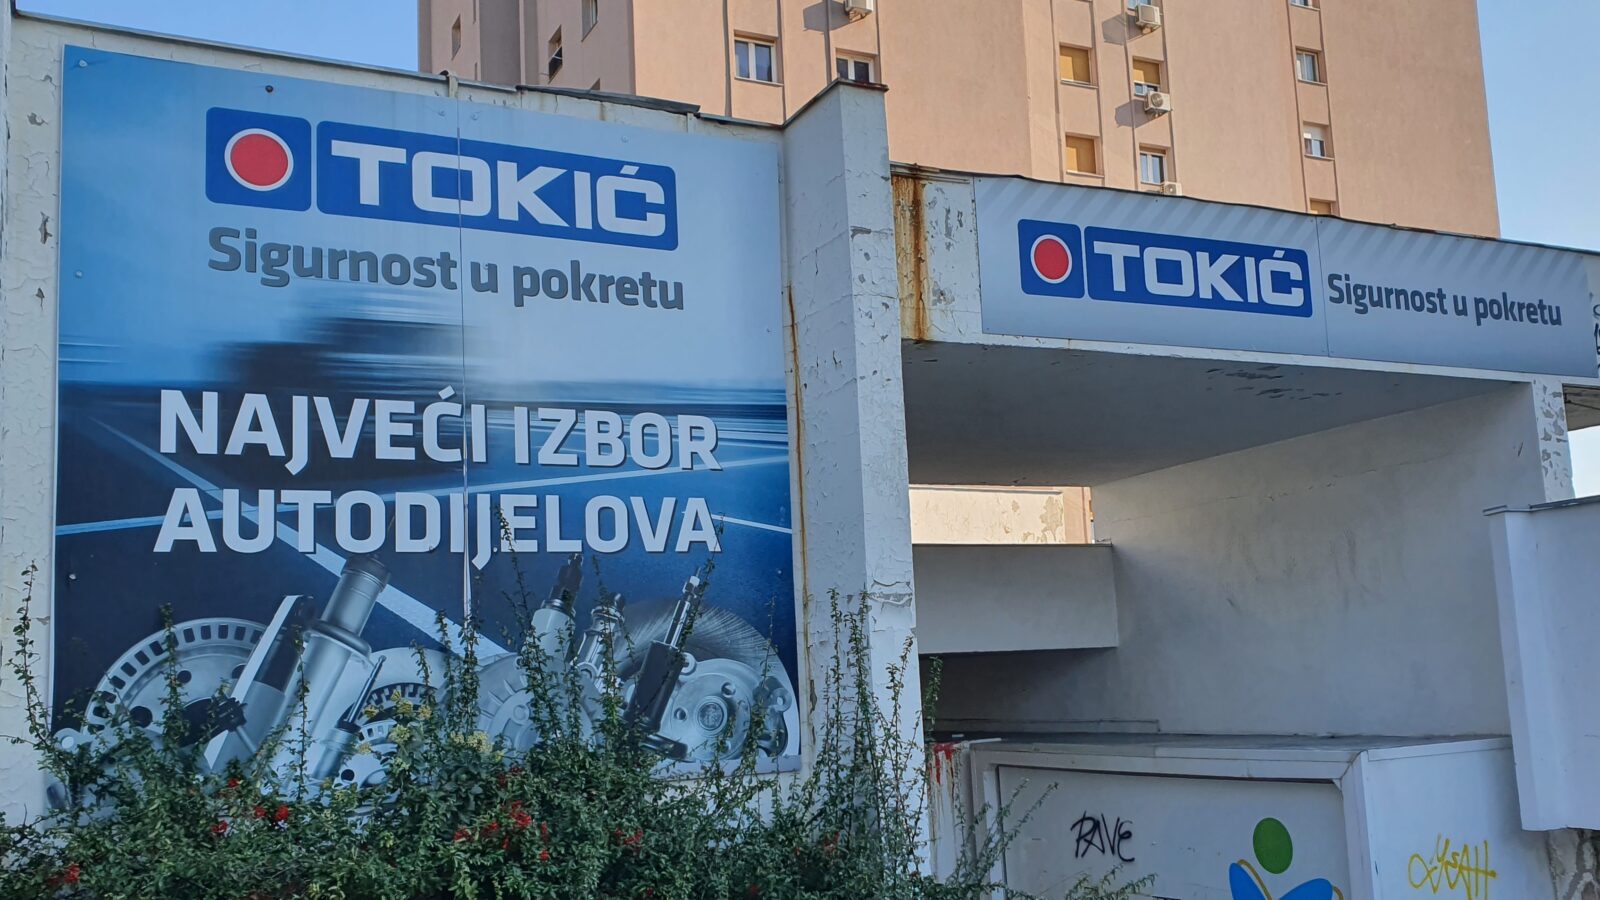 TOKIĆ
Sigurnost u pokretu
NAJVEĆI IZBOR
AUTODIJELOVA
TOKIĆ Sigurnost u pokretu
RAVE